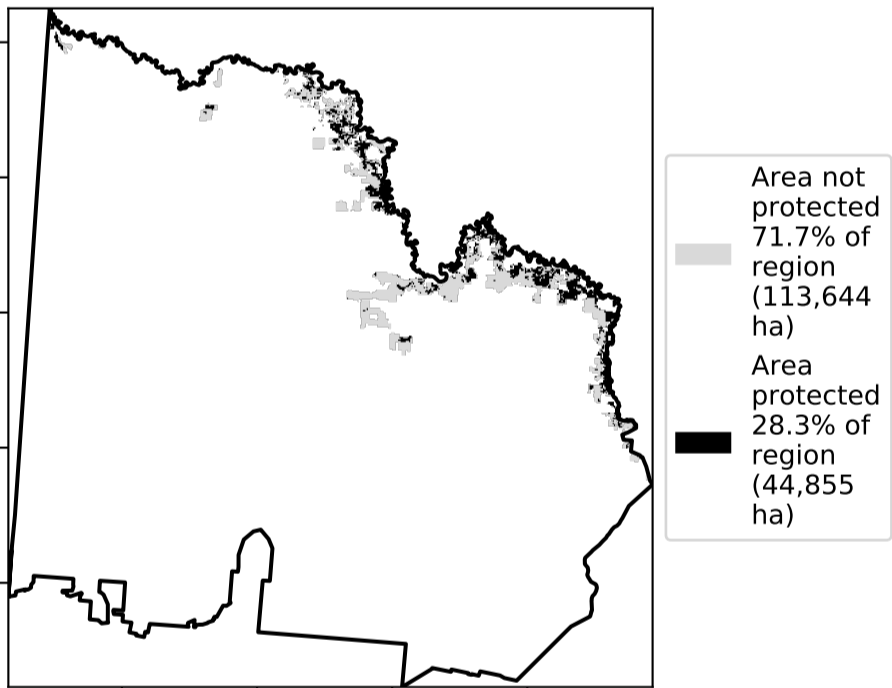 Area not
protected
71.7% of
region
(113,644
ha)
Area
protected
28.3% of
region
(44,855
ha)